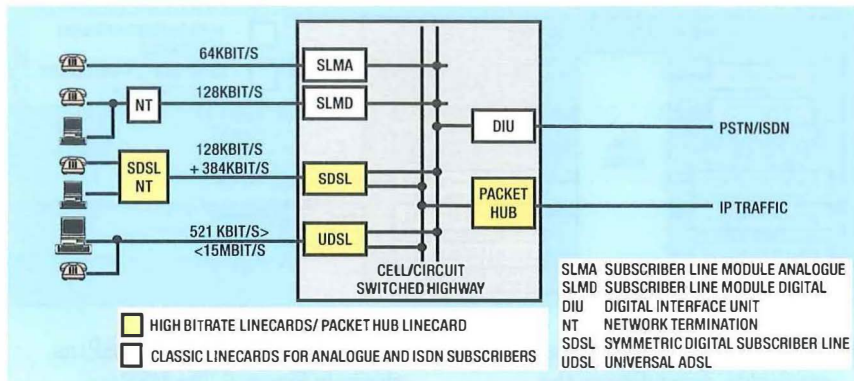 64KBIT/S
SLMA
NT
128KBIT/S
SLMD
DIU
PSTN/ISDN
SDSL
NT
128KBIT/S
+ 384KBIT/S
SDSL
PACKET
HUB
IP TRAFFIC
521 KBIT/S>
<15MBIT/S
UDSL
CELL/CIRCUIT
SWITCHED HIGHWAY
HIGH BITRATE LINECARDS/ PACKET HUB LINECARD
CLASSIC LINECARDS FOR ANALOGUE AND ISDN SUBSCRIBERS
SLMA SUBSCRIBER LINE MODULE ANALOGUE
SLMD SUBSCRIBER LINE MODULE DIGITAL
DIU DIGITAL INTERFACE UNIT
NT NETWORK TERMINATION
SDSL SYMMETRIC DIGITAL SUBSCRIBER LINE
UDSL UNIVERSAL ADSL